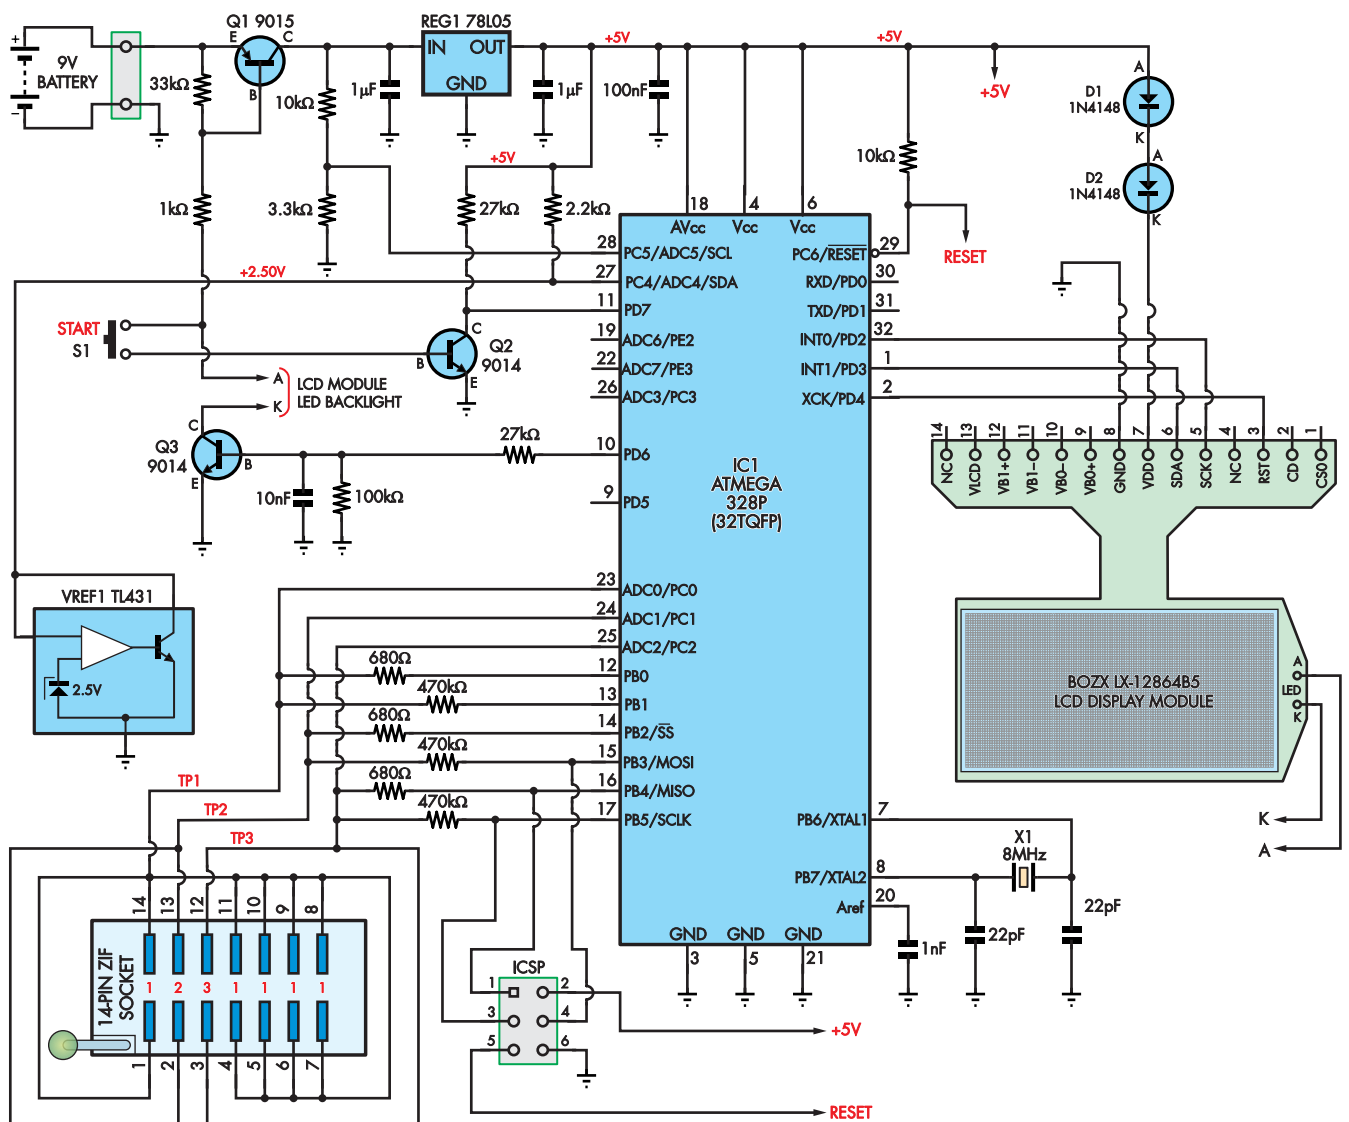 Q1 9015
REG1 78L05
E
C
B
+
−
9V
BATTERY
33kΩ
10kΩ
1µF
IN
OUT
GND
1µF
+5V
100nF
+5V
+5V
A
D1
1N4148
K
A
D2
1N4148
K
10kΩ
+5V
1kΩ
3.3kΩ
27kΩ
2.2kΩ
18
4
6
AVcc
Vcc
Vcc
28
PC5/ADC5/SCL
PC6/RESET
29
RESET
+2.50V
27
PC4/ADC4/SDA
RXD/PD0
30
11
PD7
TXD/PD1
31
START
S1
C
Q2
9014
B
E
19
ADC6/PE2
INT0/PD2
32
22
ADC7/PE3
INT1/PD3
1
26
ADC3/PC3
XCK/PD4
2
A
K
LCD MODULE
LED BACKLIGHT
C
Q3
9014
B
E
27kΩ
10
PD6
10nF
100kΩ
9
PD5
IC1
ATMEGA
328P
(32TQFP)
14
13
12
11
10
9
8
7
6
5
4
3
2
1
NC
VLCD
VB1+
VB1−
VB0−
VB0+
GND
VDD
SDA
SCK
NC
RST
CD
CS0
VREF1 TL431
2.5V
23
ADC0/PC0
24
ADC1/PC1
25
ADC2/PC2
680Ω
12
PB0
470kΩ
13
PB1
680Ω
14
PB2/SS
470kΩ
15
PB3/MOSI
680Ω
16
PB4/MISO
470kΩ
17
PB5/SCLK
BOZX LX-12864B5
LCD DISPLAY MODULE
A
LED
K
K
A
TP1
TP2
TP3
PB6/XTAL1
7
X1
8MHz
PB7/XTAL2
8
Aref
20
1nF
22pF
22pF
GND
GND
GND
3
5
21
14
13
12
11
10
9
8
14-PIN ZIF
SOCKET
1
2
3
1
1
1
1
1
2
3
4
5
6
7
ICSP
1
2
3
4
5
6
+5V
RESET